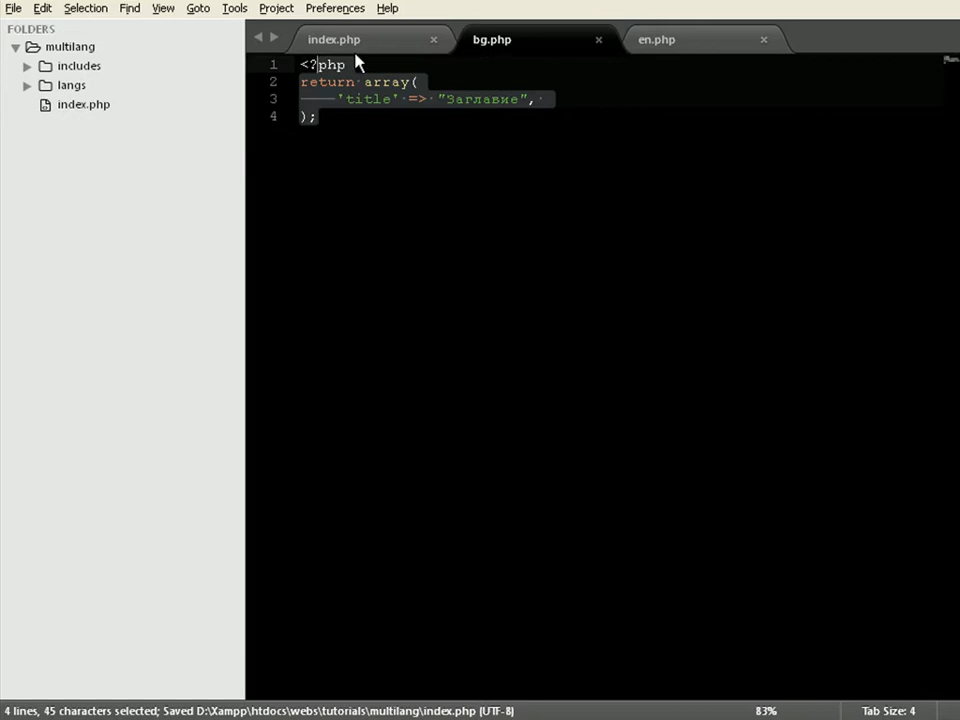 File Edit Selection Find View Goto Tools Project Preferences Help
FOLDERS
multilang
includes
langs
index.php
index.php × bg.php × en.php ×
1 <?php
2 return array(
3 'title' => "Заглавие",
4 );
4 lines, 45 characters selected; Saved D:\Xampp\htdocs\webs\tutorials\multilang\index.php (UTF-8) 83% Tab Size: 4